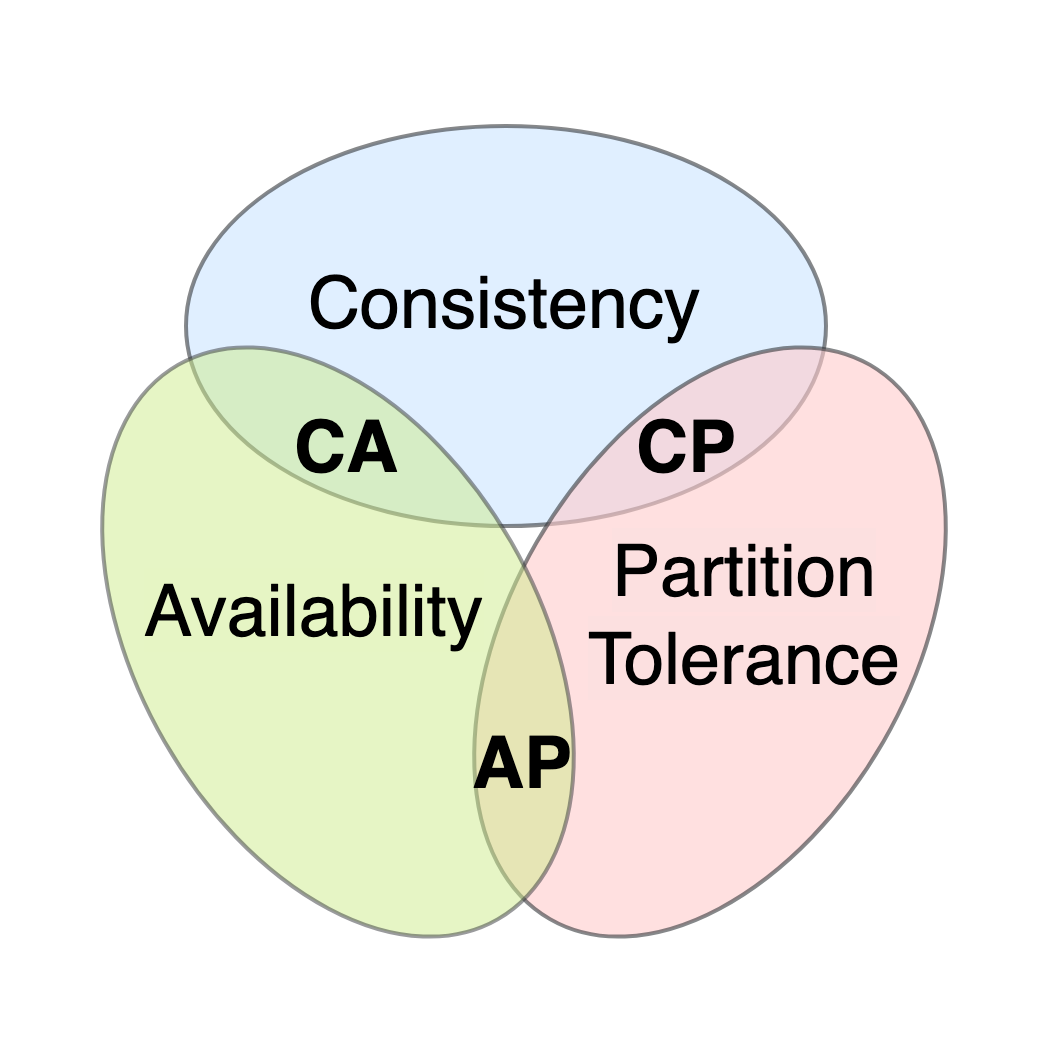 Consistency
CA
CP
Availability
Partition
Tolerance
AP